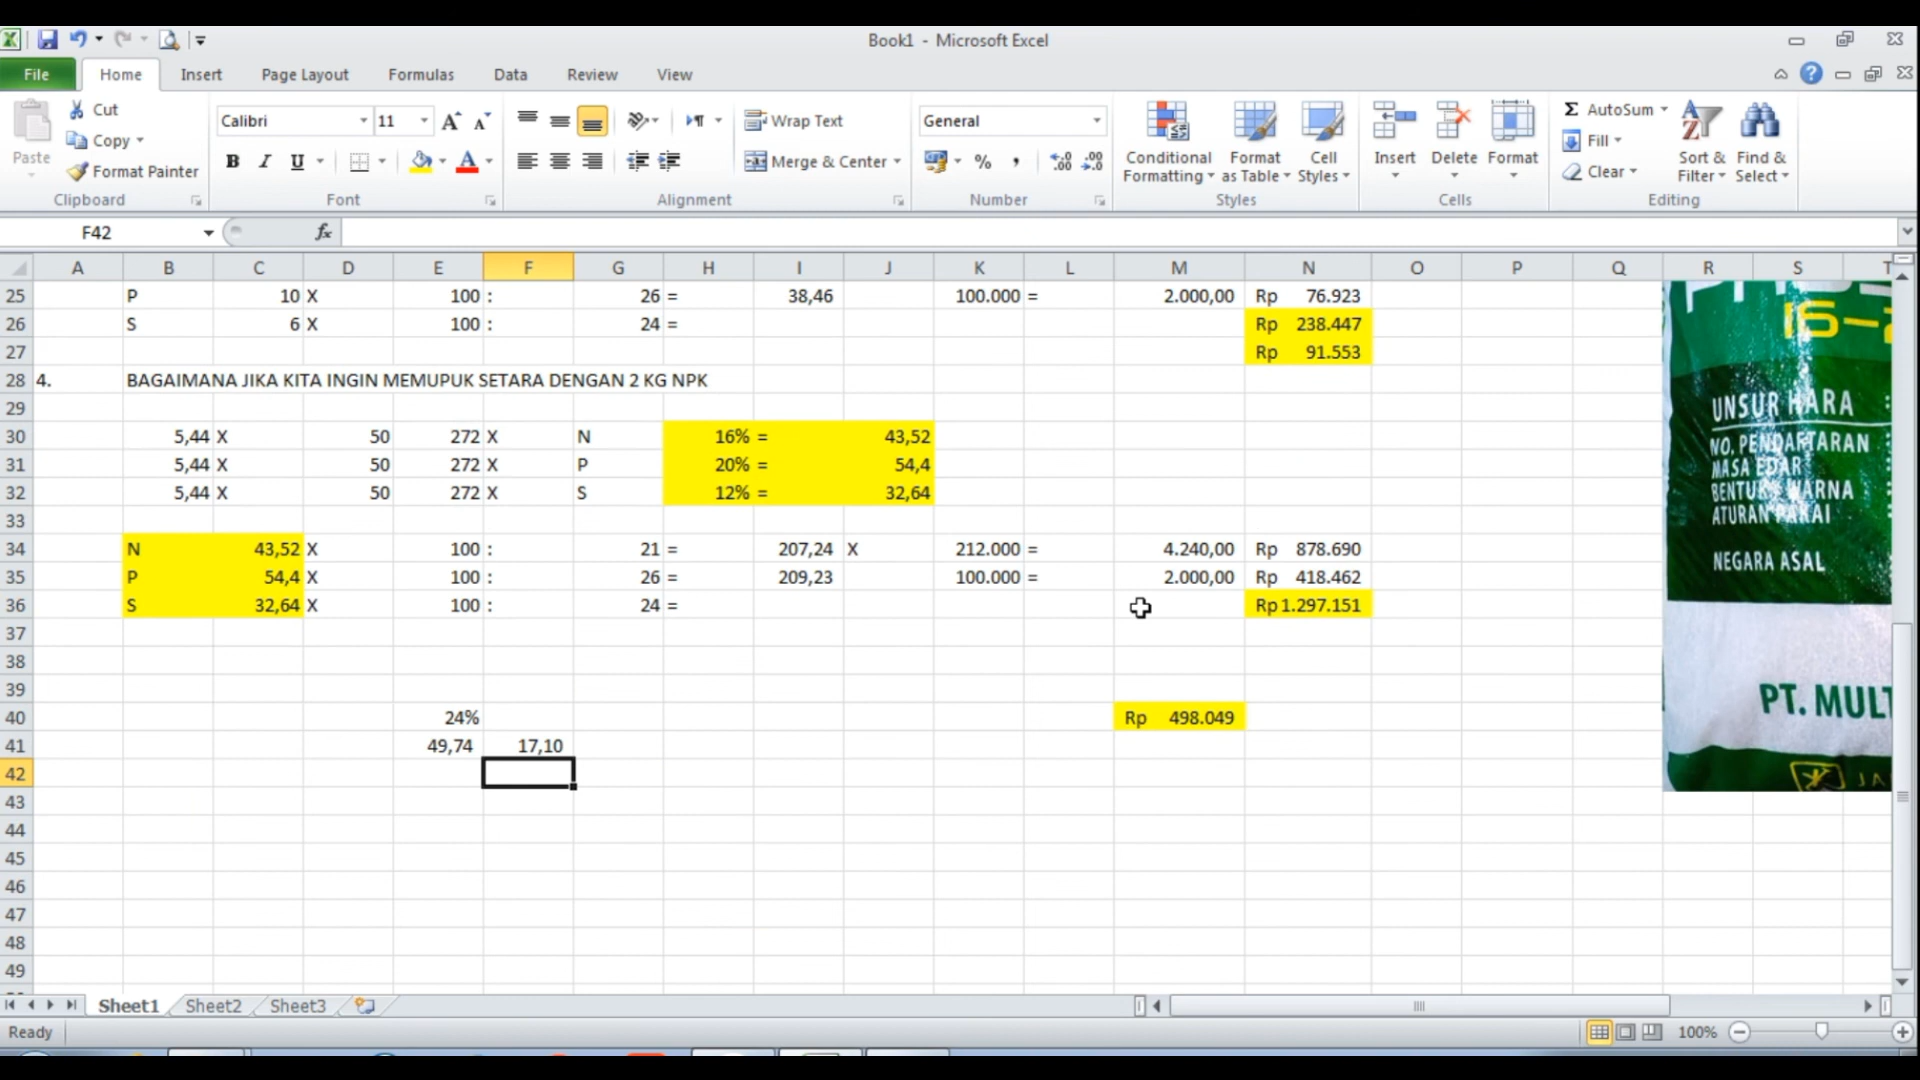 Book1 - Microsoft Excel
File Home Insert Page Layout Formulas Data Review View
Paste
Cut
Copy
Format Painter
Clipboard
Calibri 11
B I U
Font
Wrap Text
Merge & Center
Alignment
General
% ,
Number
Conditional Formatting
Format as Table
Cell Styles
Styles
Insert Delete Format
Cells
Σ AutoSum
Fill
Clear
Sort & Filter
Find & Select
Editing
F42 fx
A B C D E F G H I J K L M N O P Q R S T
25 P 10 X 100 : 26 = 38,46 100.000 = 2.000,00 Rp 76.923
26 S 6 X 100 : 24 = Rp 238.447
27 Rp 91.553
28 4. BAGAIMANA JIKA KITA INGIN MEMUPUK SETARA DENGAN 2 KG NPK
29
30 5,44 X 50 272 X N 16% = 43,52
31 5,44 X 50 272 X P 20% = 54,4
32 5,44 X 50 272 X S 12% = 32,64
33
34 N 43,52 X 100 : 21 = 207,24 X 212.000 = 4.240,00 Rp 878.690
35 P 54,4 X 100 : 26 = 209,23 100.000 = 2.000,00 Rp 418.462
36 S 32,64 X 100 : 24 = Rp 1.297.151
37
38
39
40 24% Rp 498.049
41 49,74 17,10
42
43
44
45
46
47
48
49
UNSUR HARA :
NO. PENDAFTARAN :
MASA EDAR :
BENTUK / WARNA :
ATURAN PAKAI :
NEGARA ASAL
PT. MULT
JA
Sheet1 Sheet2 Sheet3
Ready 100%